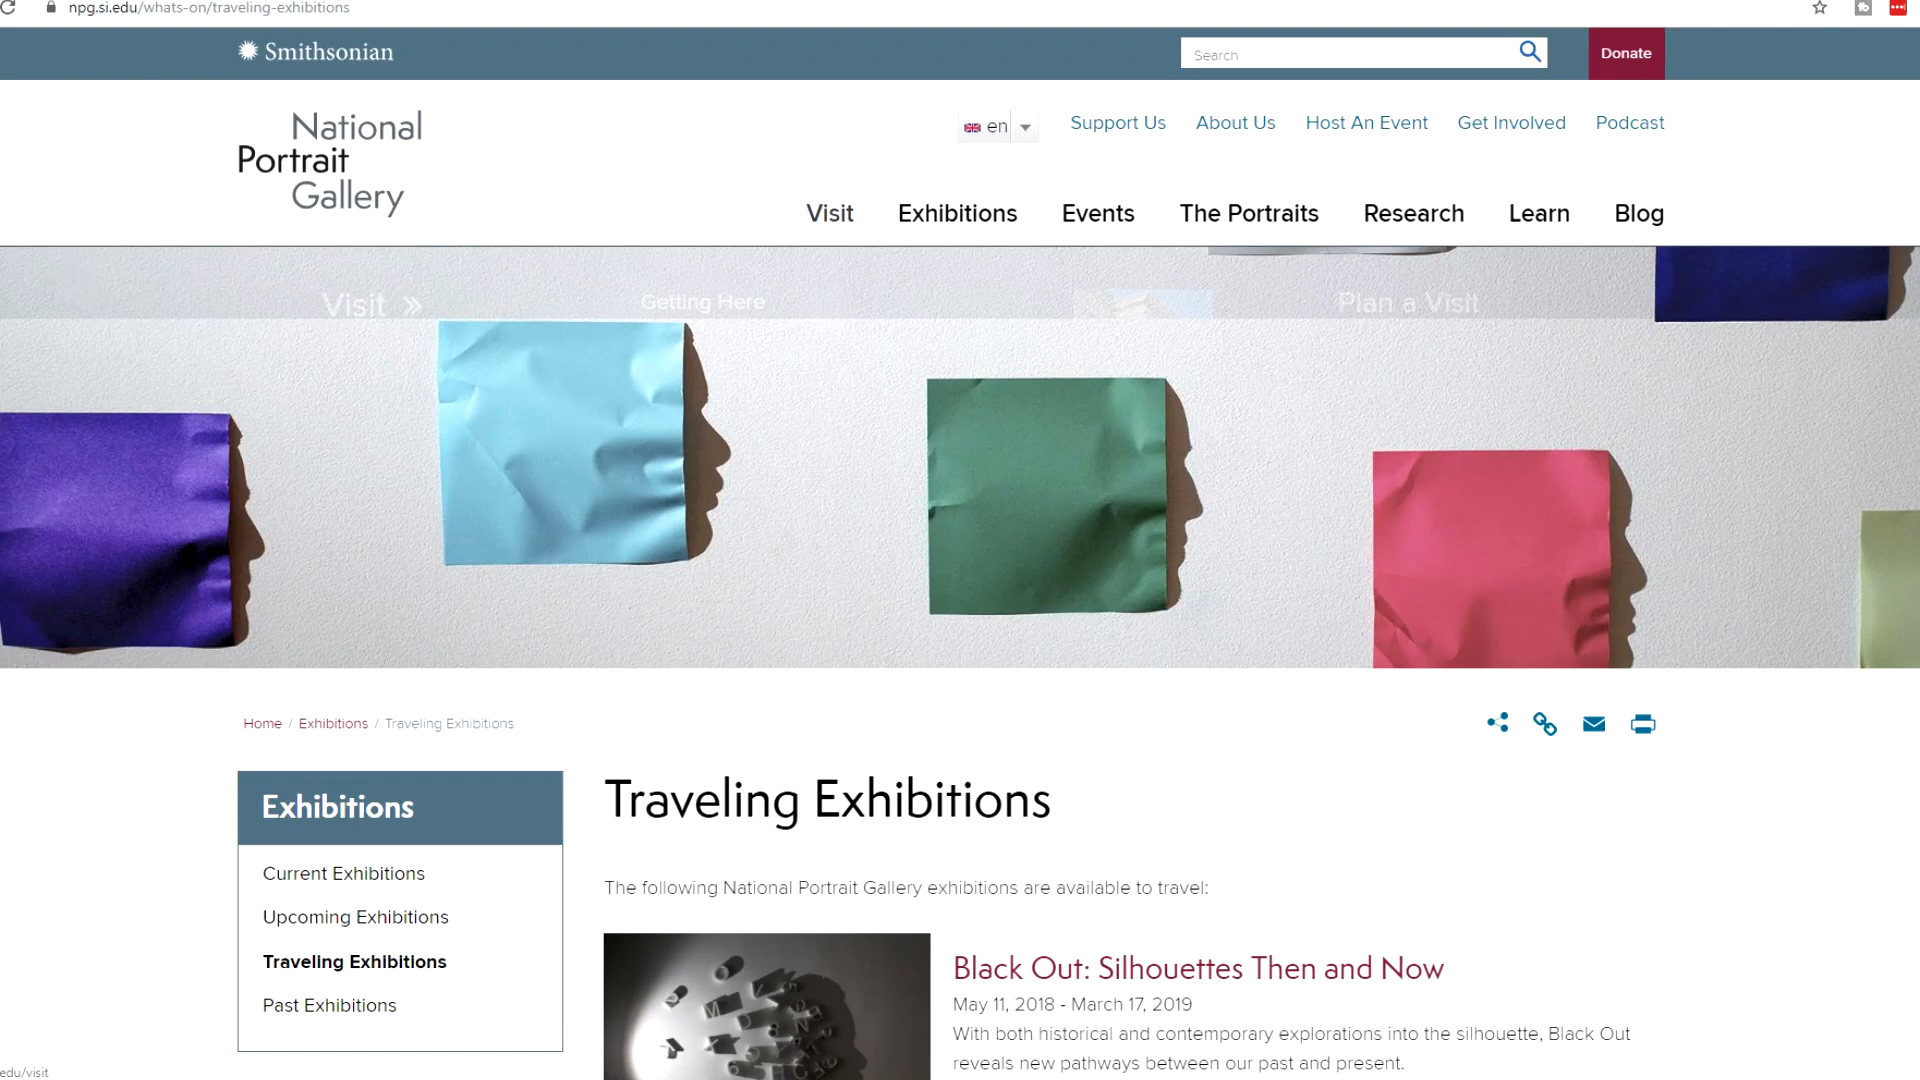 npg.si.edu/whats-on/traveling-exhibitions
Smithsonian
Search
Donate
National
Portrait
Gallery
en
Support Us
About Us
Host An Event
Get Involved
Podcast
Visit
Exhibitions
Events
The Portraits
Research
Learn
Blog
Visit »
Getting Here
Plan a Visit
Home / Exhibitions / Traveling Exhibitions
Exhibitions
Current Exhibitions
Upcoming Exhibitions
Traveling Exhibitions
Past Exhibitions
Traveling Exhibitions
The following National Portrait Gallery exhibitions are available to travel:
Black Out: Silhouettes Then and Now
May 11, 2018 - March 17, 2019
With both historical and contemporary explorations into the silhouette, Black Out
reveals new pathways between our past and present.
edu/visit